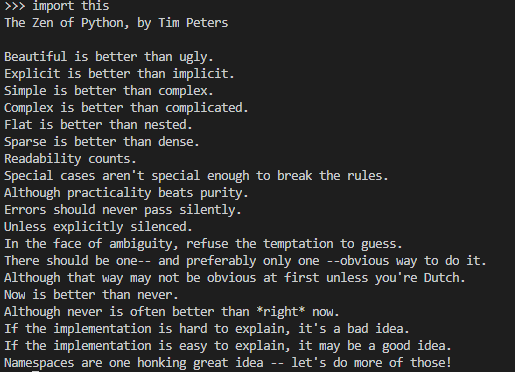 >>> import this
The Zen of Python, by Tim Peters

Beautiful is better than ugly.
Explicit is better than implicit.
Simple is better than complex.
Complex is better than complicated.
Flat is better than nested.
Sparse is better than dense.
Readability counts.
Special cases aren't special enough to break the rules.
Although practicality beats purity.
Errors should never pass silently.
Unless explicitly silenced.
In the face of ambiguity, refuse the temptation to guess.
There should be one-- and preferably only one --obvious way to do it.
Although that way may not be obvious at first unless you're Dutch.
Now is better than never.
Although never is often better than *right* now.
If the implementation is hard to explain, it's a bad idea.
If the implementation is easy to explain, it may be a good idea.
Namespaces are one honking great idea -- let's do more of those!